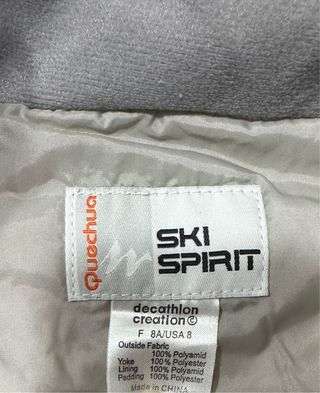 Quechua
SKI
SPIRIT
decathlon
creation©
F 8A/USA 8
Outside Fabric
100% Polyamid
Yoke 100% Polyester
Lining 100% Polyamid
Padding 100% Polyester
Made in CHINA